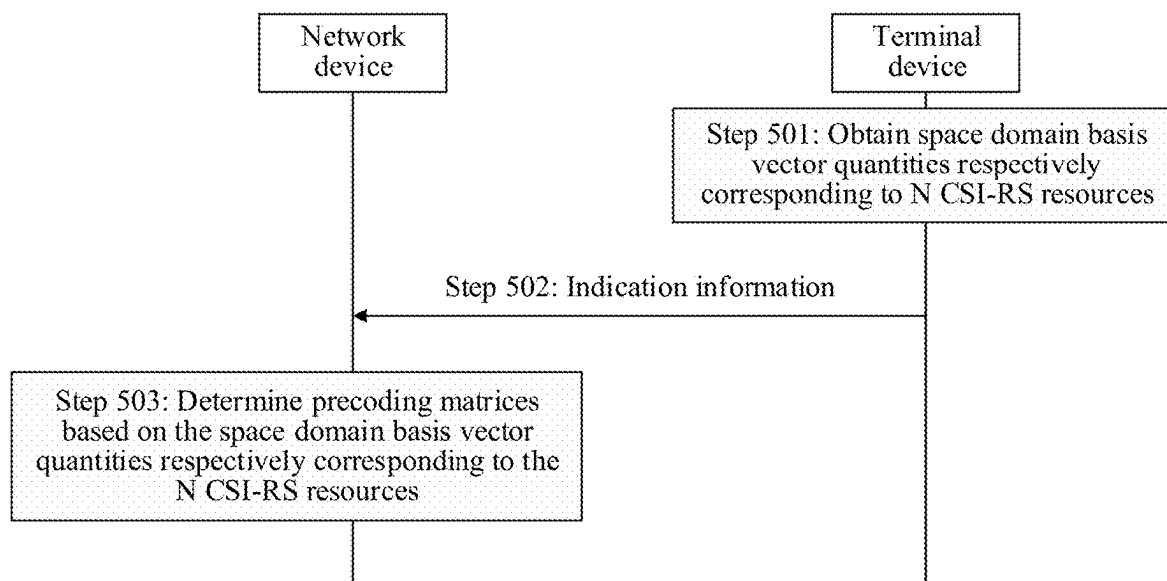 Network
device
Terminal
device
Step 501: Obtain space domain basis
vector quantities respectively
corresponding to N CSI-RS resources
Step 502: Indication information
Step 503: Determine precoding matrices
based on the space domain basis vector
quantities respectively corresponding to the
N CSI-RS resources